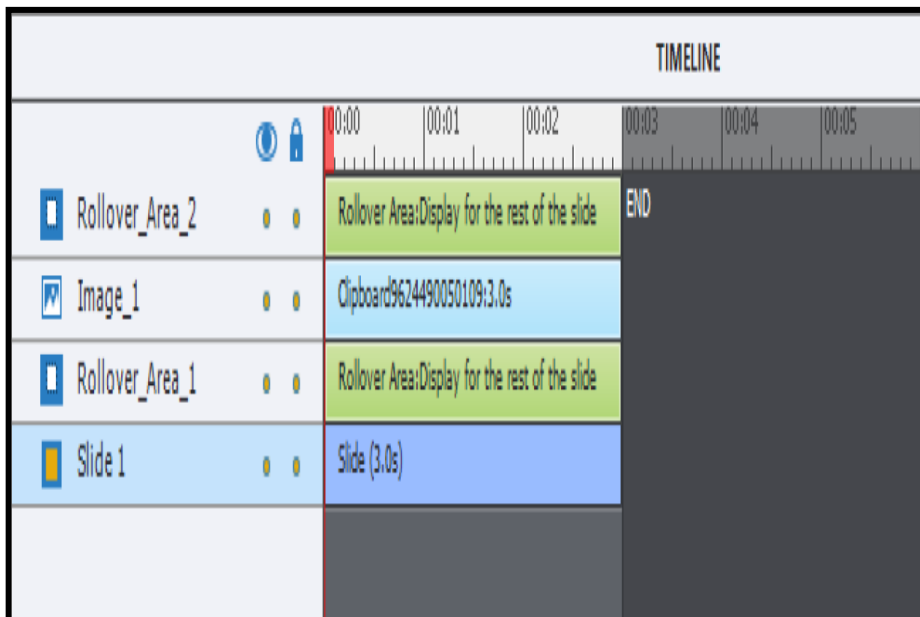 TIMELINE
00:00 00:01 00:02 00:03 00:04 00:05
Rollover_Area_2 Rollover Area:Display for the rest of the slide END
Image_1 Clipboard9624490050109:3.0s
Rollover_Area_1 Rollover Area:Display for the rest of the slide
Slide 1 Slide (3.0s)